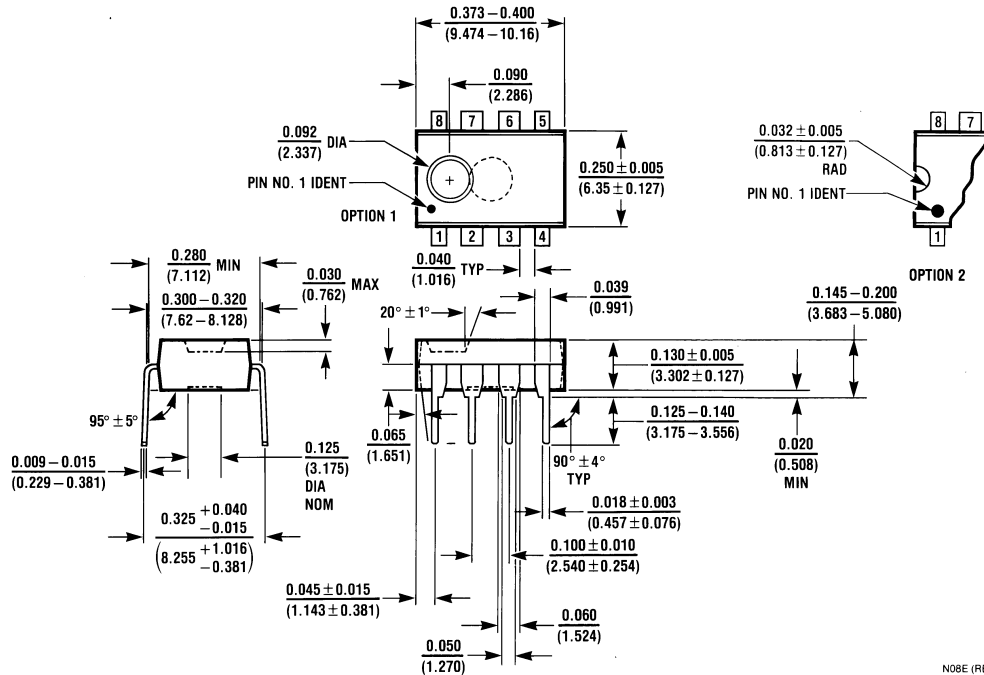 0.373 – 0.400
(9.474 – 10.16)
0.090
(2.286)
8 7 6 5
0.092 DIA
(2.337)
PIN NO. 1 IDENT
OPTION 1
+
1 2 3 4
0.250 ± 0.005
(6.35 ± 0.127)
0.032 ± 0.005
(0.813 ± 0.127)
RAD
PIN NO. 1 IDENT
8 7
1
OPTION 2
0.280 MIN
(7.112)
0.300 – 0.320
(7.62 – 8.128)
0.030 MAX
(0.762)
0.040 TYP
(1.016)
20° ± 1°
0.039
(0.991)
0.145 – 0.200
(3.683 – 5.080)
0.130 ± 0.005
(3.302 ± 0.127)
0.125 – 0.140
(3.175 – 3.556)
0.020
(0.508)
MIN
95° ± 5°
0.009 – 0.015
(0.229 – 0.381)
0.125
(3.175)
DIA
NOM
0.065
(1.651)
90° ± 4°
TYP
0.018 ± 0.003
(0.457 ± 0.076)
0.325 +0.040 −0.015
(8.255 +1.016 −0.381)
0.100 ± 0.010
(2.540 ± 0.254)
0.045 ± 0.015
(1.143 ± 0.381)
0.060
(1.524)
0.050
(1.270)
N08E (RE